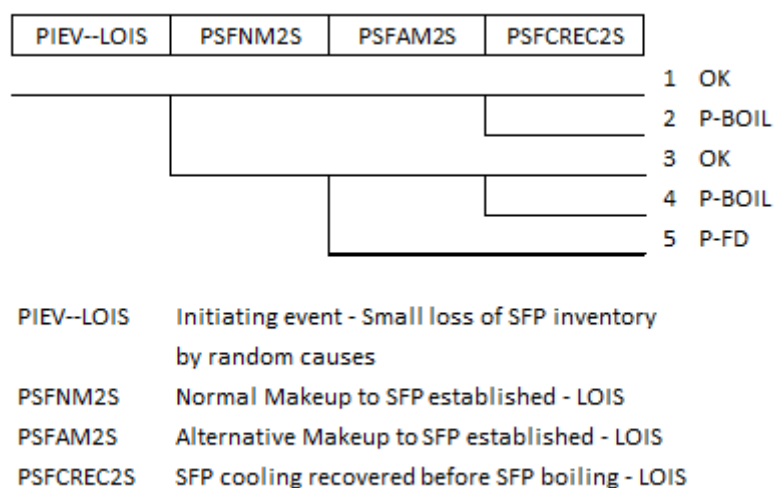 PIEV--LOIS PSFNM2S PSFAM2S PSFCREC2S
1 OK
2 P-BOIL
3 OK
4 P-BOIL
5 P-FD
PIEV--LOIS Initiating event - Small loss of SFP inventory
by random causes
PSFNM2S Normal Makeup to SFP established - LOIS
PSFAM2S Alternative Makeup to SFP established - LOIS
PSFCREC2S SFP cooling recovered before SFP boiling - LOIS